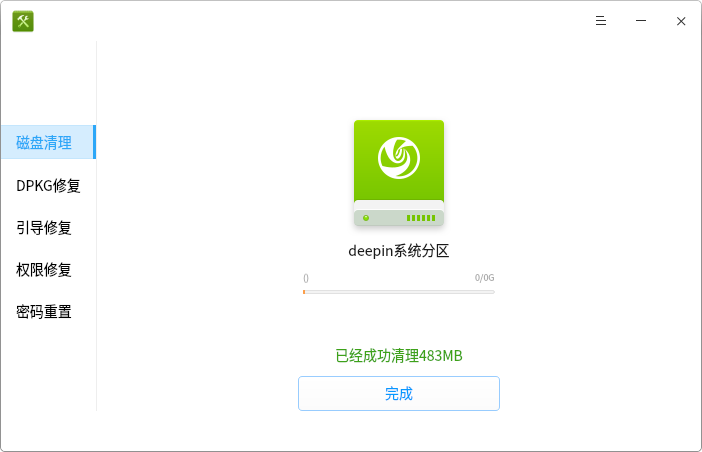 磁盘清理
DPKG修复
引导修复
权限修复
密码重置
deepin系统分区
() 0/0G
已经成功清理483MB
完成